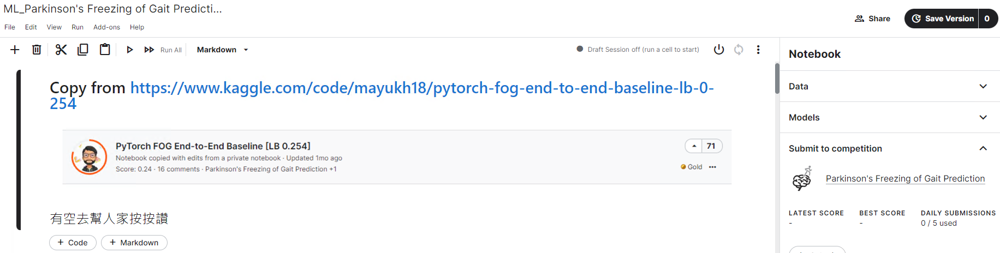 ML_Parkinson's Freezing of Gait Predicti...
File Edit View Run Add-ons Help
Share
Save Version 0
Run All
Markdown
Draft Session off (run a cell to start)
Notebook
Copy from https://www.kaggle.com/code/mayukh18/pytorch-fog-end-to-end-baseline-lb-0-
254
PyTorch FOG End-to-End Baseline [LB 0.254]
71
Notebook copied with edits from a private notebook · Updated 1mo ago
Score: 0.24 · 16 comments · Parkinson's Freezing of Gait Prediction +1
Gold
有空去幫人家按按讚
+ Code
+ Markdown
Data
Models
Submit to competition
Parkinson's Freezing of Gait Prediction
LATEST SCORE BEST SCORE DAILY SUBMISSIONS
- - 0 / 5 used